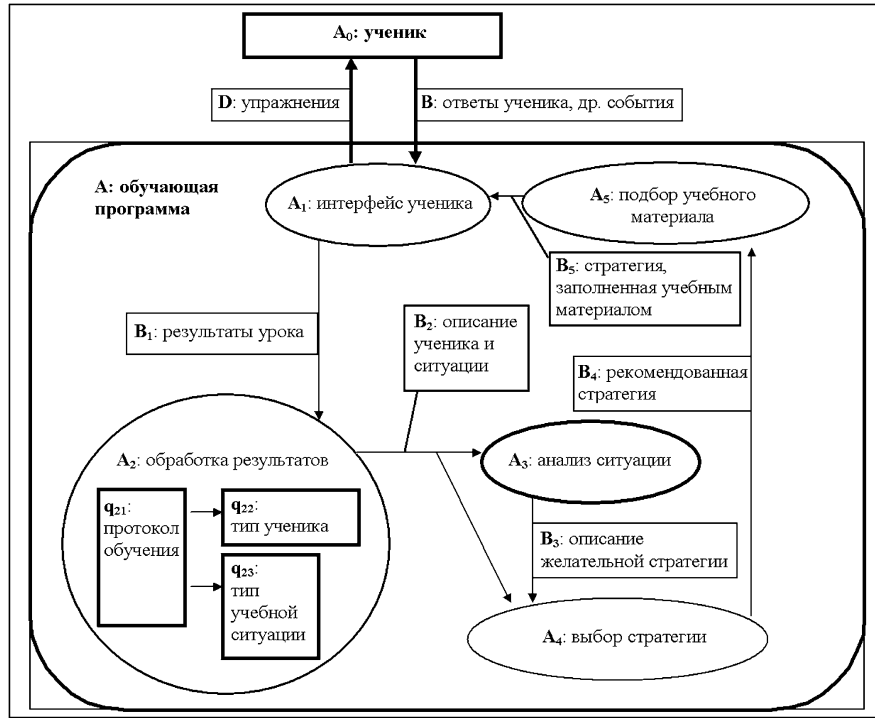 A₀: ученик
D: упражнения
B: ответы ученика, др. события
A: обучающая
программа
A₁: интерфейс ученика
A₅: подбор учебного
материала
B₅: стратегия,
заполненная учебным
материалом
B₁: результаты урока
B₂: описание
ученика и
ситуации
B₄: рекомендованная
стратегия
A₂: обработка результатов
A₃: анализ ситуации
q₂₁:
протокол
обучения
q₂₂:
тип ученика
q₂₃:
тип
учебной
ситуации
B₃: описание
желательной стратегии
A₄: выбор стратегии